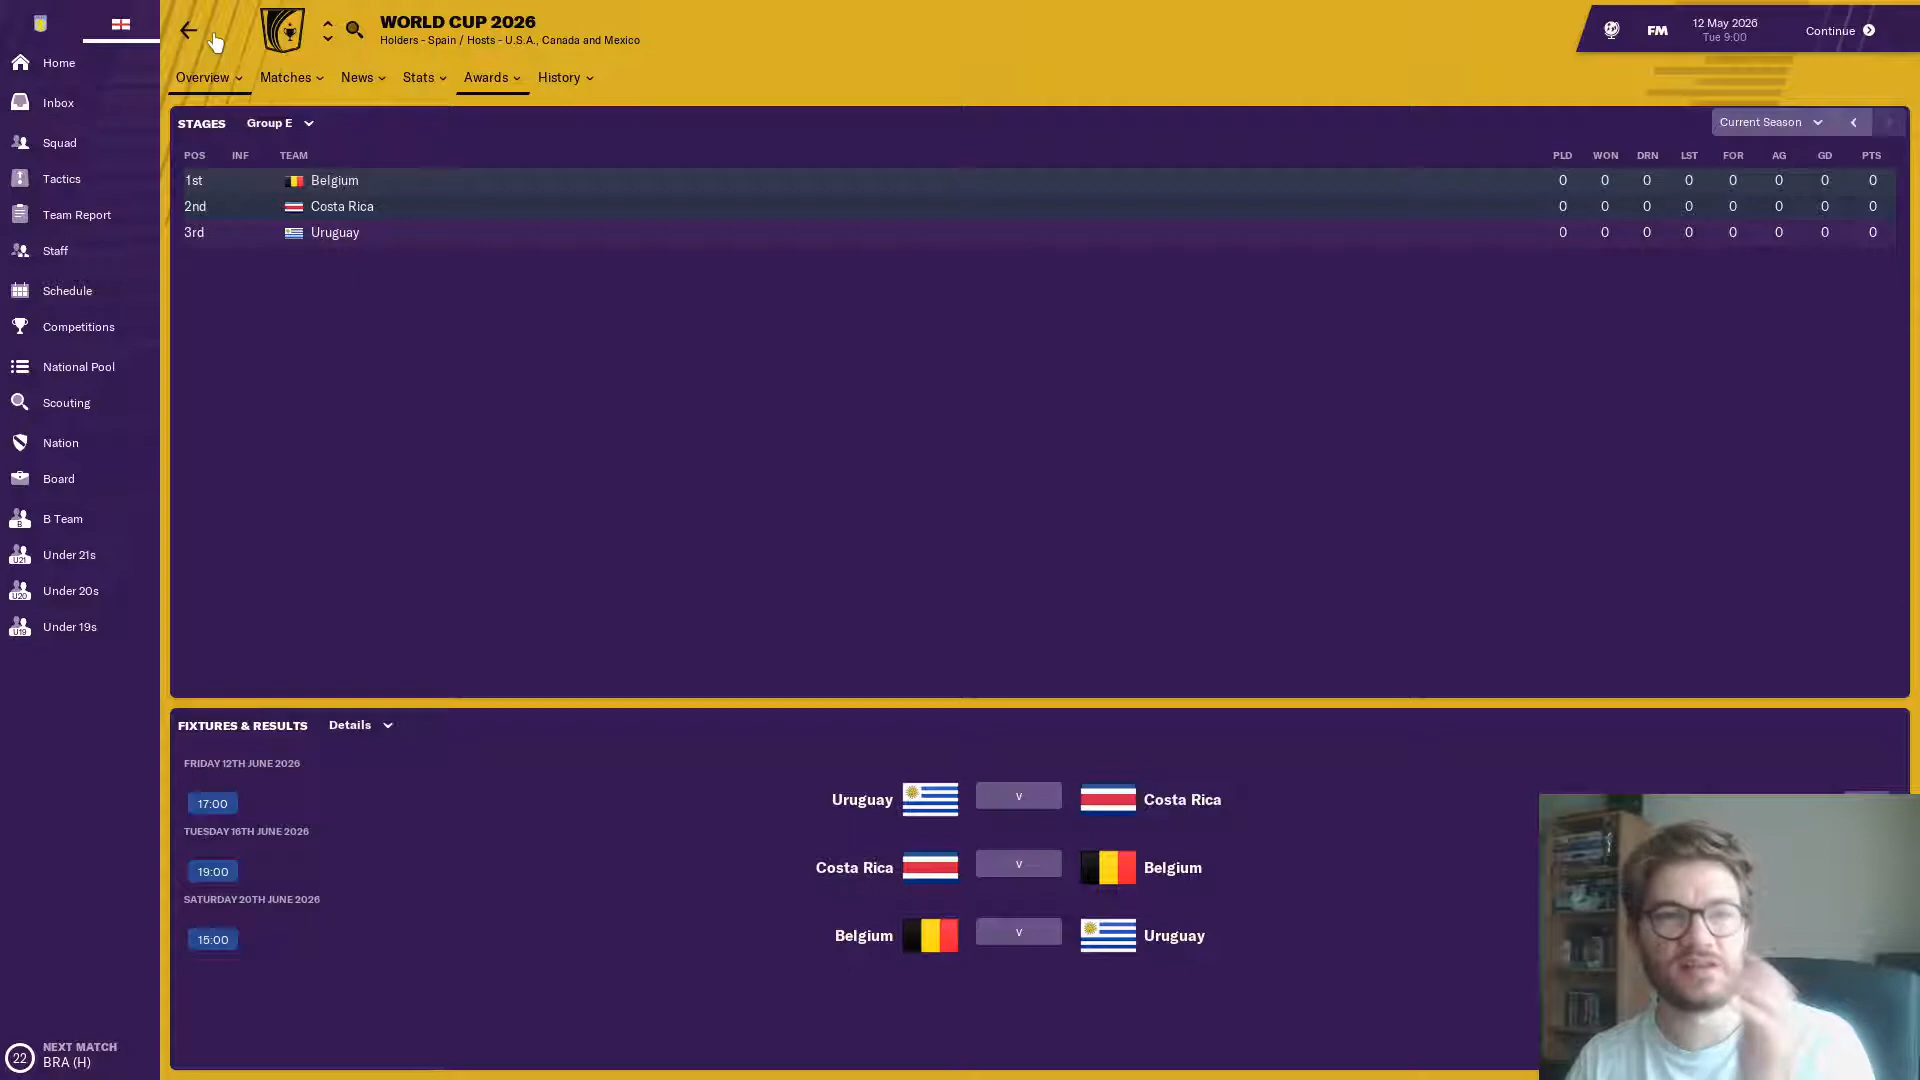 WORLD CUP 2026
Holders - Spain / Hosts - U.S.A., Canada and Mexico
FM
12 May 2026
Tue 9:00
Continue
Overview
Matches
News
Stats
Awards
History
Home
Inbox
Squad
Tactics
Team Report
Staff
Schedule
Competitions
National Pool
Scouting
Nation
Board
B
B Team
U21
Under 21s
U20
Under 20s
U19
Under 19s
22
NEXT MATCH
BRA (H)
STAGES Group E
Current Season
POS INF TEAM PLD WON DRN LST FOR AG GD PTS
1st Belgium 0 0 0 0 0 0 0 0
2nd Costa Rica 0 0 0 0 0 0 0 0
3rd Uruguay 0 0 0 0 0 0 0 0
FIXTURES & RESULTS Details
FRIDAY 12TH JUNE 2026
17:00 Uruguay v Costa Rica
TUESDAY 16TH JUNE 2026
19:00 Costa Rica v Belgium
SATURDAY 20TH JUNE 2026
15:00 Belgium v Uruguay